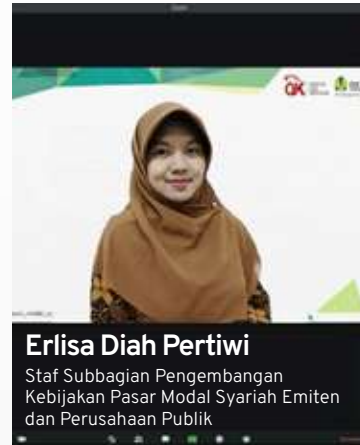 Erlisa Diah Pertiwi
Staf Subbagian Pengembangan
Kebijakan Pasar Modal Syariah Emiten
dan Perusahaan Publik